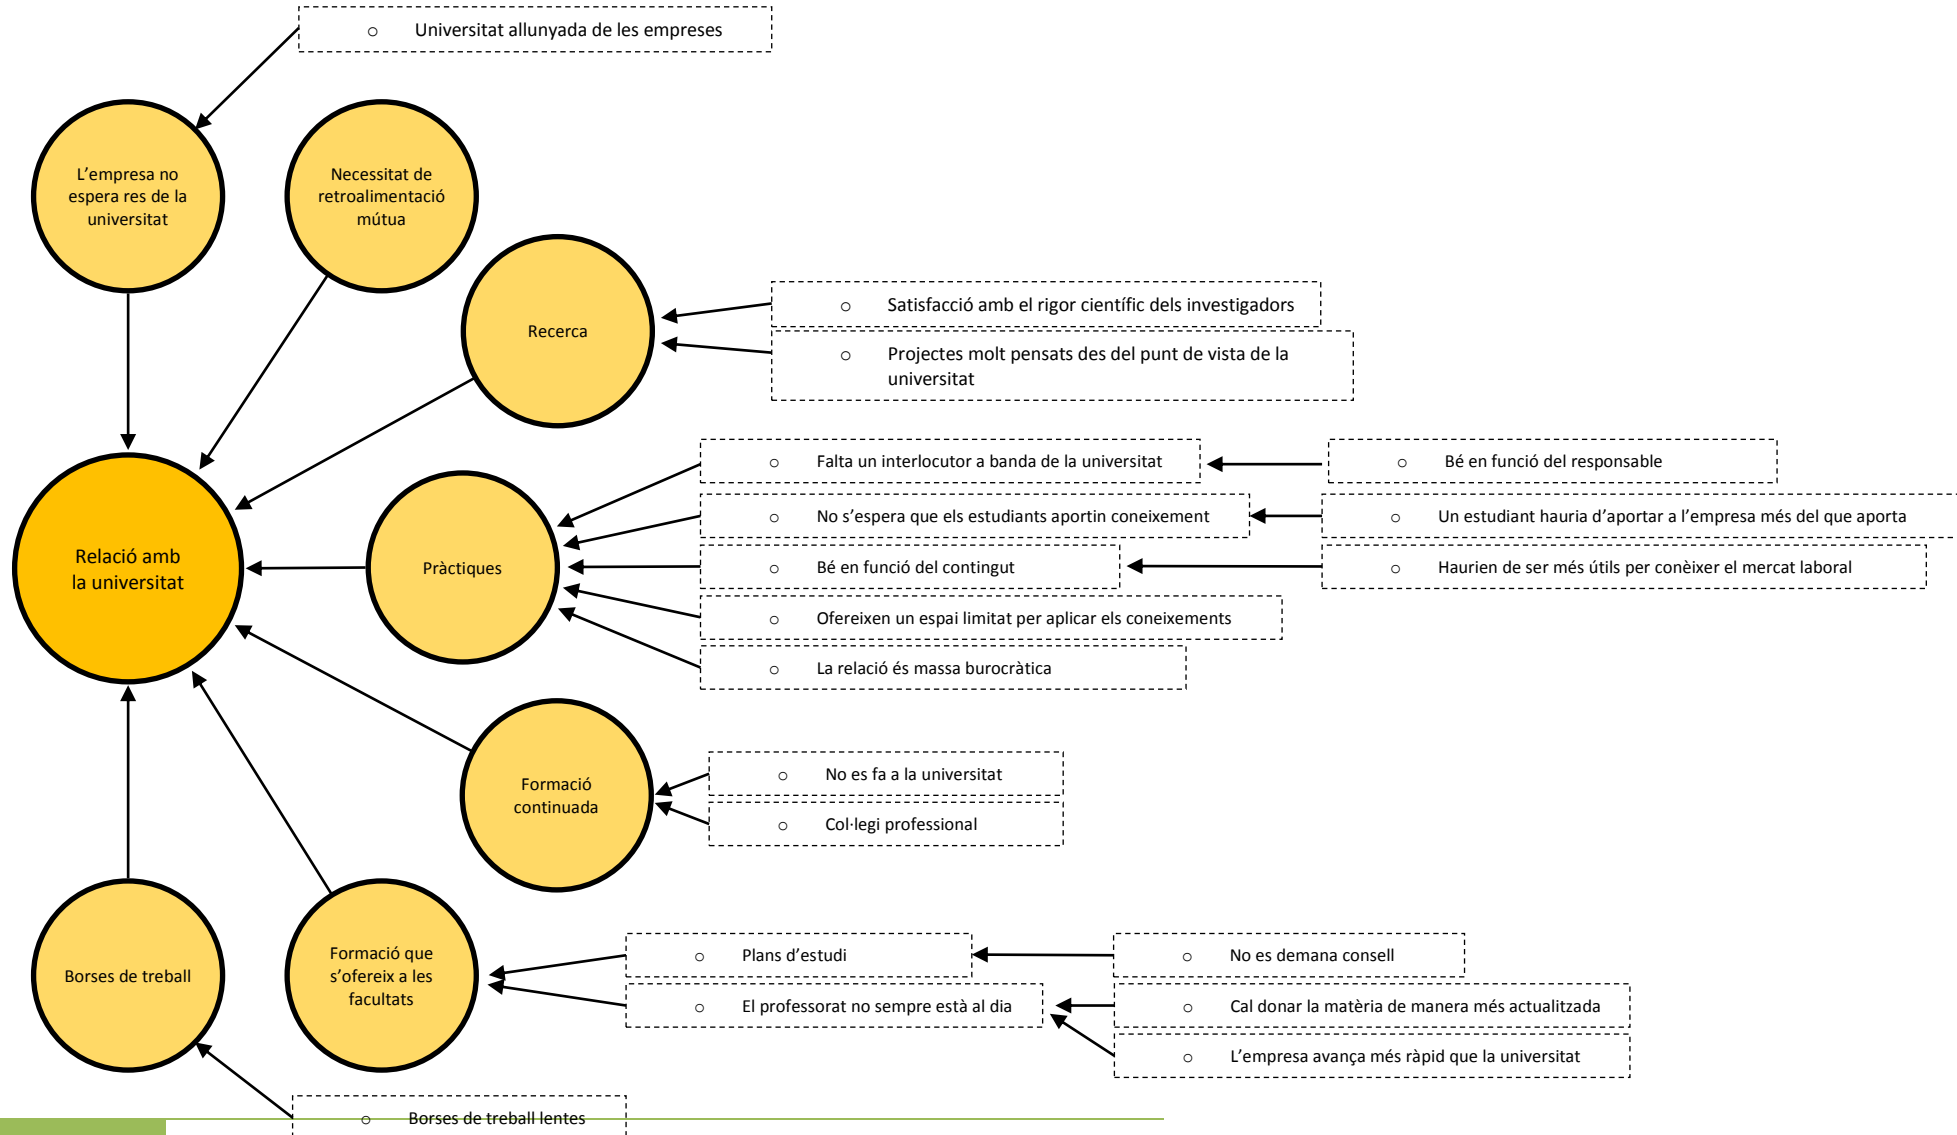 o Universitat allunyada de les empreses
L'empresa no
espera res de la
universitat
Necessitat de
retroalimentació
mútua
Recerca
o Satisfacció amb el rigor científic dels investigadors
o Projectes molt pensats des del punt de vista de la
universitat
Relació amb
la universitat
Pràctiques
o Falta un interlocutor a banda de la universitat
o Bé en funció del responsable
o No s'espera que els estudiants aportin coneixement
o Un estudiant hauria d'aportar a l'empresa més del que aporta
o Bé en funció del contingut
o Haurien de ser més útils per conèixer el mercat laboral
o Ofereixen un espai limitat per aplicar els coneixements
o La relació és massa burocràtica
Formació
continuada
o No es fa a la universitat
o Col·legi professional
Borses de treball
Formació que
s'ofereix a les
facultats
o Plans d'estudi
o No es demana consell
o El professorat no sempre està al dia
o Cal donar la matèria de manera més actualitzada
o L'empresa avança més ràpid que la universitat
o Borses de treball lentes